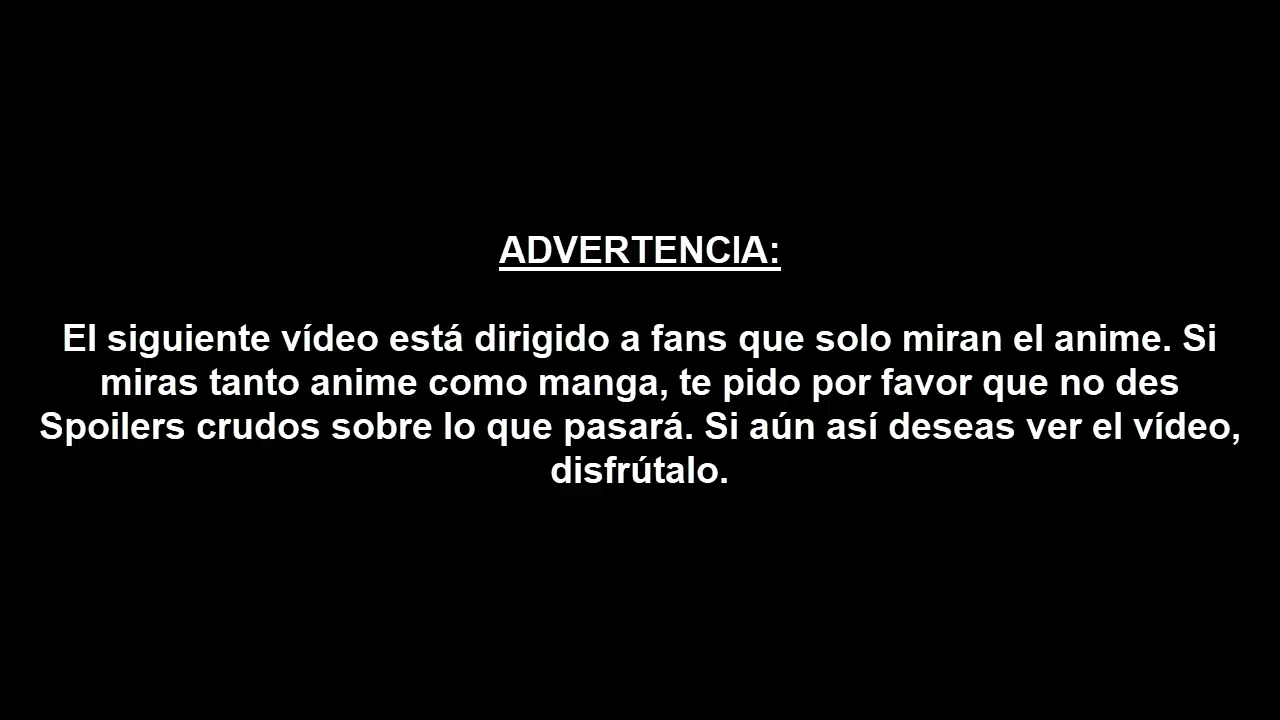 ADVERTENCIA:
El siguiente vídeo está dirigido a fans que solo miran el anime. Si
miras tanto anime como manga, te pido por favor que no des
Spoilers crudos sobre lo que pasará. Si aún así deseas ver el vídeo,
disfrútalo.